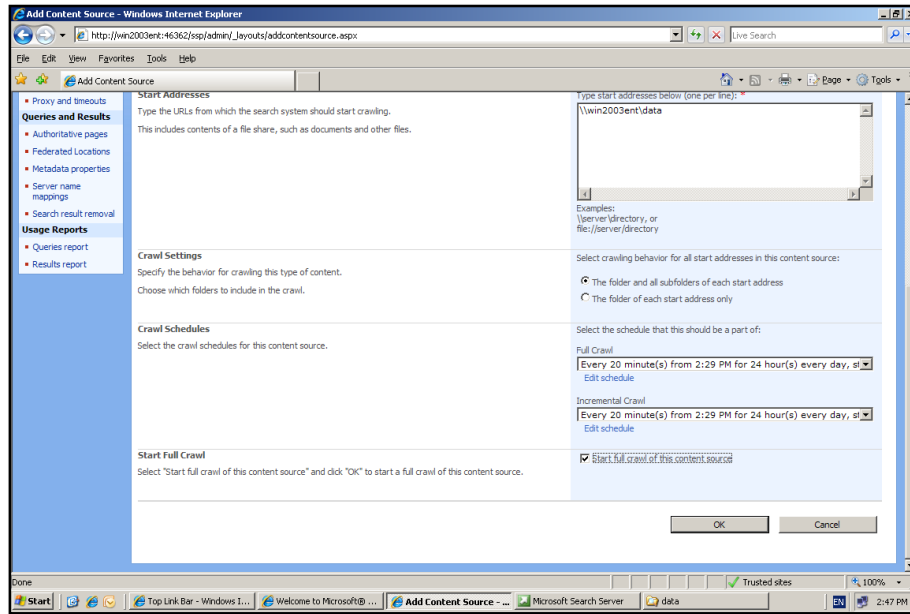 Add Content Source - Windows Internet Explorer
http://win2003ent:46362/ssp/admin/_layouts/addcontentsource.aspx
Live Search
File Edit View Favorites Tools Help
Add Content Source
Page
Tools
Proxy and timeouts
Queries and Results
Authoritative pages
Federated Locations
Metadata properties
Server name
mappings
Search result removal
Usage Reports
Queries report
Results report
Start Addresses
Type the URLs from which the search system should start crawling.
This includes contents of a file share, such as documents and other files.
Type start addresses below (one per line): *
\\win2003ent\data
Examples:
\\server\directory, or
file://server/directory
Crawl Settings
Specify the behavior for crawling this type of content.
Choose which folders to include in the crawl.
Select crawling behavior for all start addresses in this content source:
The folder and all subfolders of each start address
The folder of each start address only
Crawl Schedules
Select the crawl schedules for this content source.
Select the schedule that this should be a part of:
Full Crawl
Every 20 minute(s) from 2:29 PM for 24 hour(s) every day, st
Edit schedule
Incremental Crawl
Every 20 minute(s) from 2:29 PM for 24 hour(s) every day, st
Edit schedule
Start Full Crawl
Select "Start full crawl of this content source" and click "OK" to start a full crawl of this content source.
Start full crawl of this content source
OK
Cancel
Done
Trusted sites
100%
Start
Top Link Bar - Windows I...
Welcome to Microsoft® ...
Add Content Source - ...
Microsoft Search Server
data
EN
2:47 PM